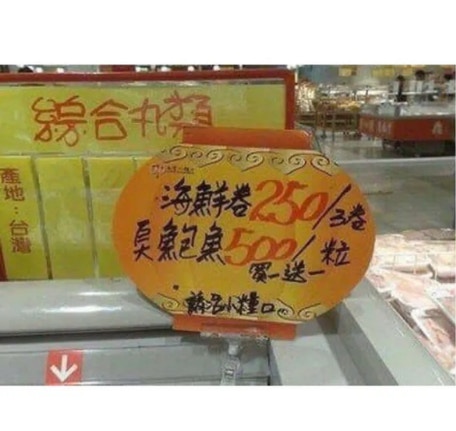 綜合丸類
產地：台灣
海鮮卷250/3卷
鮑魚500/粒
買一送一